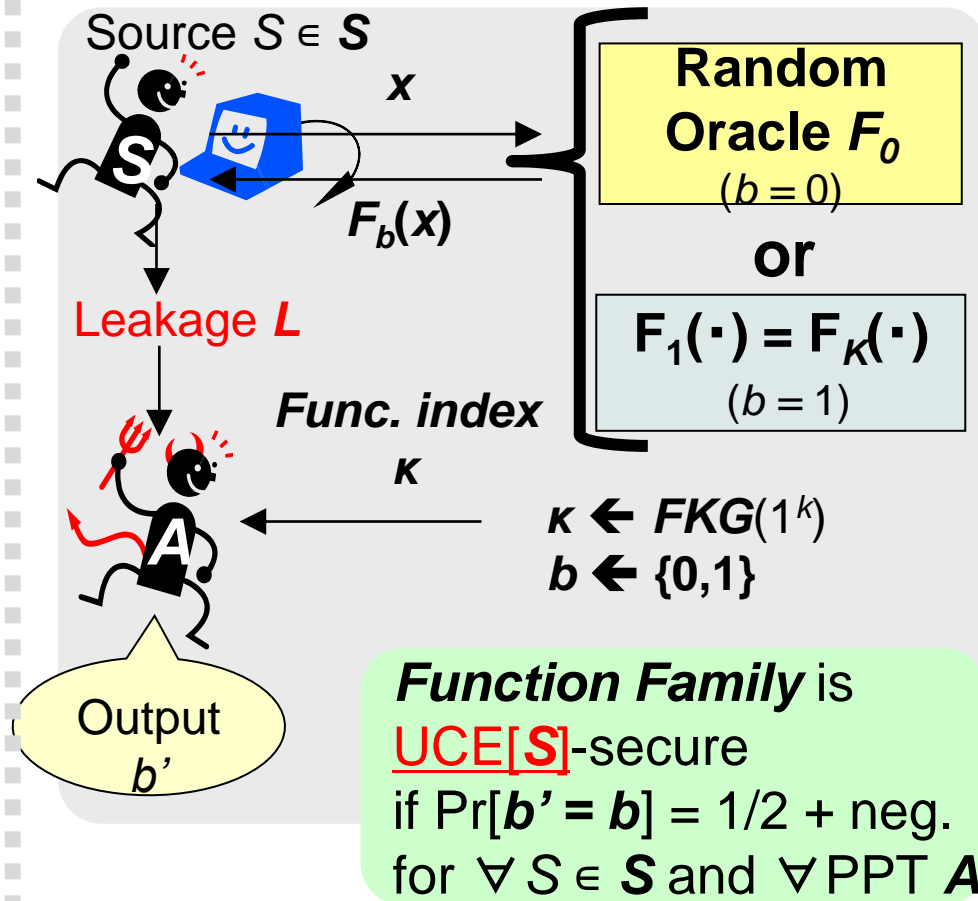 Source S ∈ S
S
x
F_b(x)
Random
Oracle F_0
(b = 0)
or
F_1(·) = F_K(·)
(b = 1)
Leakage L
Func. index
κ
κ 🡸 FKG(1^k)
b 🡸 {0,1}
A
Output
b’
Function Family is
UCE[S]-secure
if Pr[b’ = b] = 1/2 + neg.
for ∀ S ∈ S and ∀ PPT A